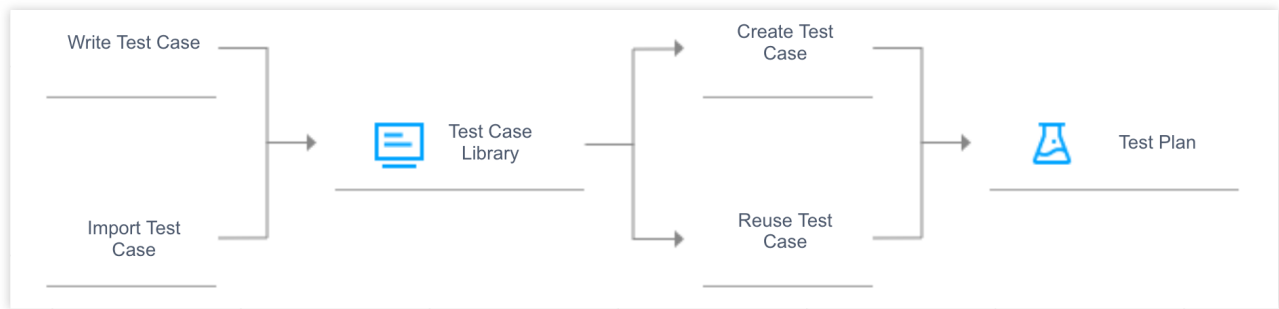 Write Test Case
Import Test
Case
Test Case
Library
Create Test
Case
Reuse Test
Case
Test Plan